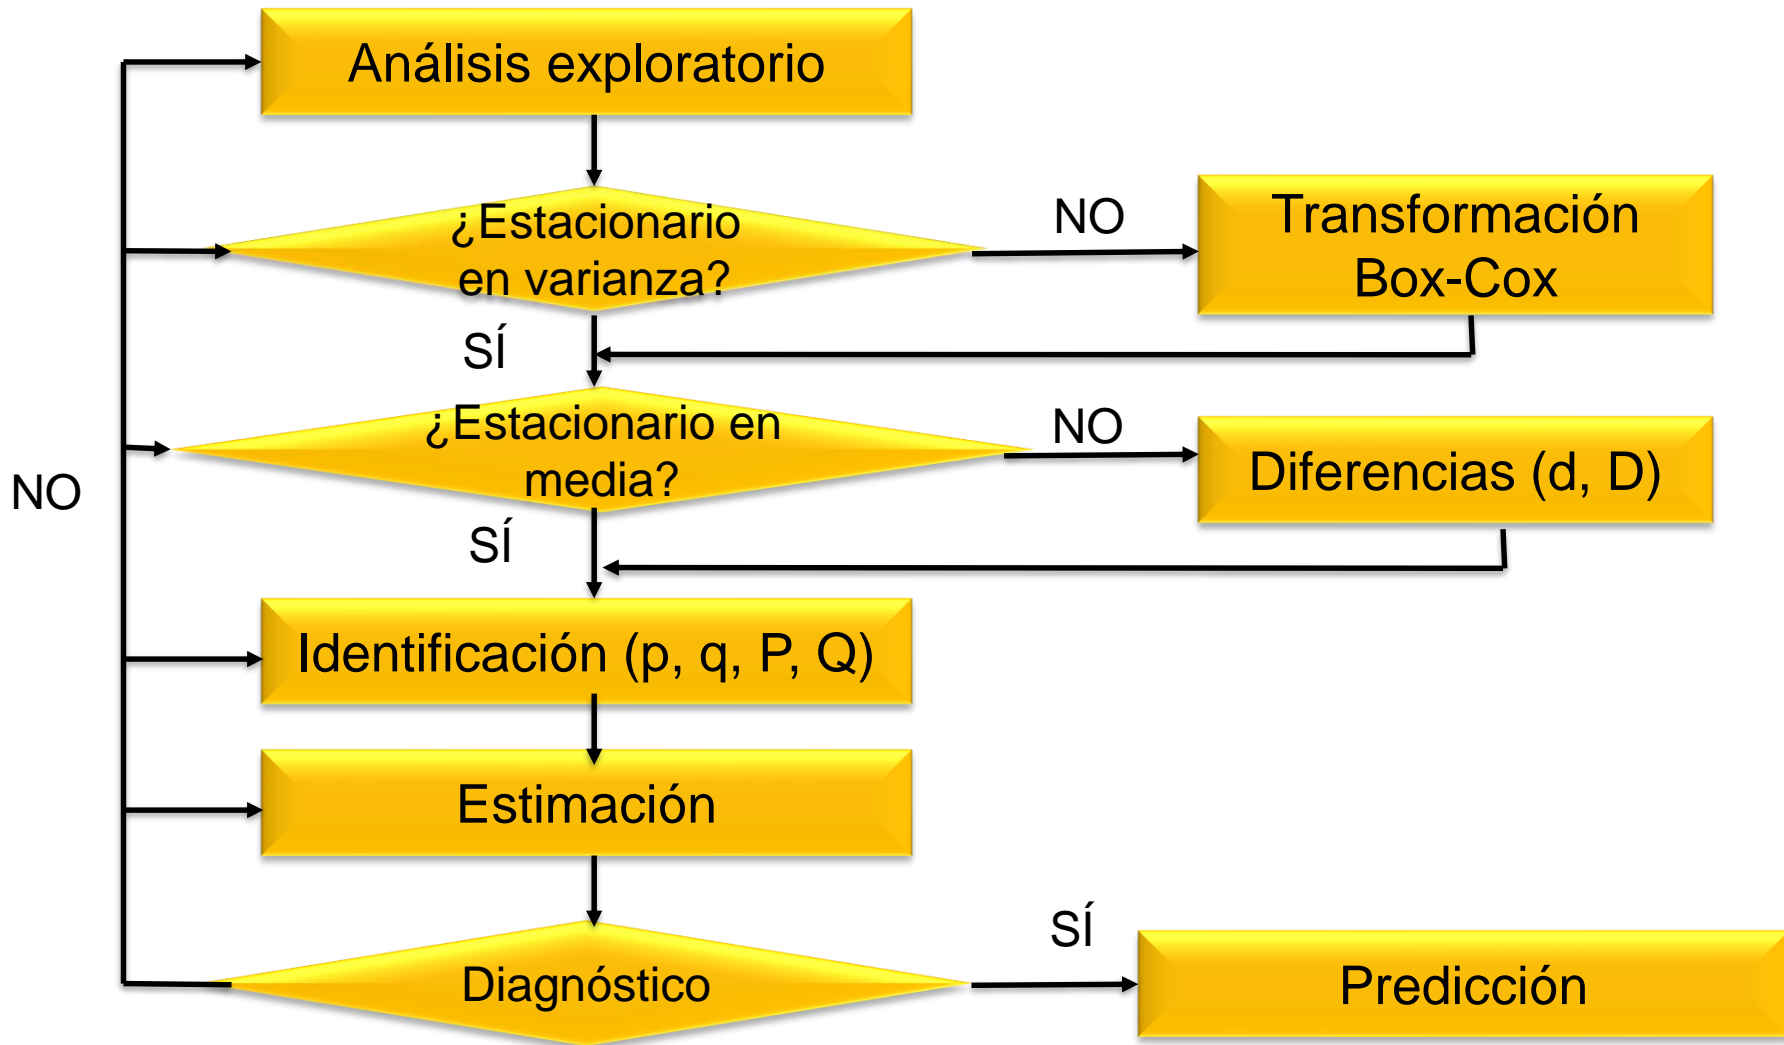 Análisis exploratorio
¿Estacionario
en varianza?
NO
Transformación
Box-Cox
SÍ
¿Estacionario en
media?
NO
Diferencias (d, D)
NO
SÍ
Identificación (p, q, P, Q)
Estimación
Diagnóstico
SÍ
Predicción